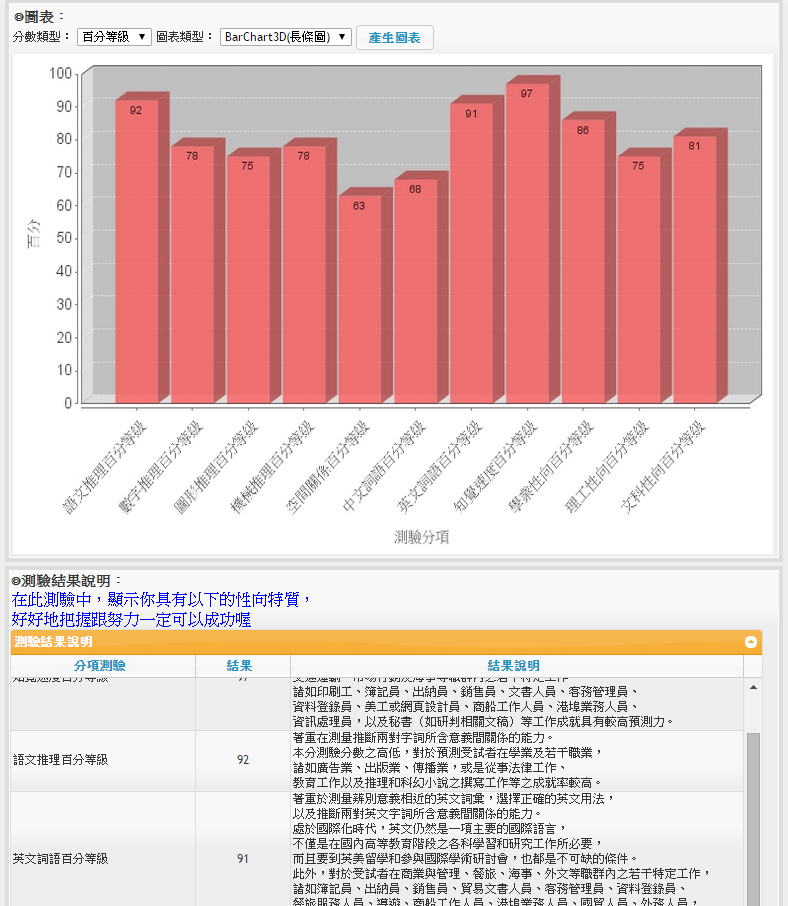 ◎圖表：
分數類型： 百分等級 ▼ 圖表類型： BarChart3D(長條圖) ▼ 產生圖表
100
90
80
70
60
50
40
30
20
10
0
百分
92
78
75
78
63
68
91
97
86
75
81
語文推理百分等級
數字推理百分等級
圖形推理百分等級
機械推理百分等級
空間關係百分等級
中文詞語百分等級
英文詞語百分等級
知覺速度百分等級
學業性向百分等級
理工性向百分等級
文科性向百分等級
測驗分項
◎測驗結果說明：
在此測驗中，顯示你具有以下的性向特質，
好好地把握跟努力一定可以成功喔
測驗結果說明
分項測驗 結果 結果說明
知覺速度百分等級 97
諸如印刷工、簿記員、出納員、銷售員、文書人員、客務管理員、
資料登錄員、美工或網頁設計員、商船工作人員、港埠業務人員、
資訊處理員，以及秘書（如研判相關文稿）等工作成就具有較高預測力。
語文推理百分等級 92
著重在測量推斷兩對字詞所含意義間關係的能力。
本分測驗分數之高低，對於預測受試者在學業及若干職業，
諸如廣告業、出版業、傳播業，或是從事法律工作、
教育工作以及推理和科幻小說之撰寫工作等之成就率較高。
英文詞語百分等級 91
著重於測量辨別意義相近的英文詞彙，選擇正確的英文用法，
以及推斷兩對英文字詞所含意義間關係的能力。
處於國際化時代，英文仍然是一項主要的國際語言，
不僅是在國內高等教育階段之各科學習和研究工作所必要，
而且要到英美留學和參與國際學術研討會，也都是不可缺的條件。
此外，對於受試者在商業與管理、餐旅、海事、外文等職群內之若干特定工作，
諸如簿記員、出納員、銷售員、貿易文書人員、客務管理員、資料登錄員、
餐旅服務人員、導遊、商船工作人員、港埠業務人員、國貿人員、外務人員，